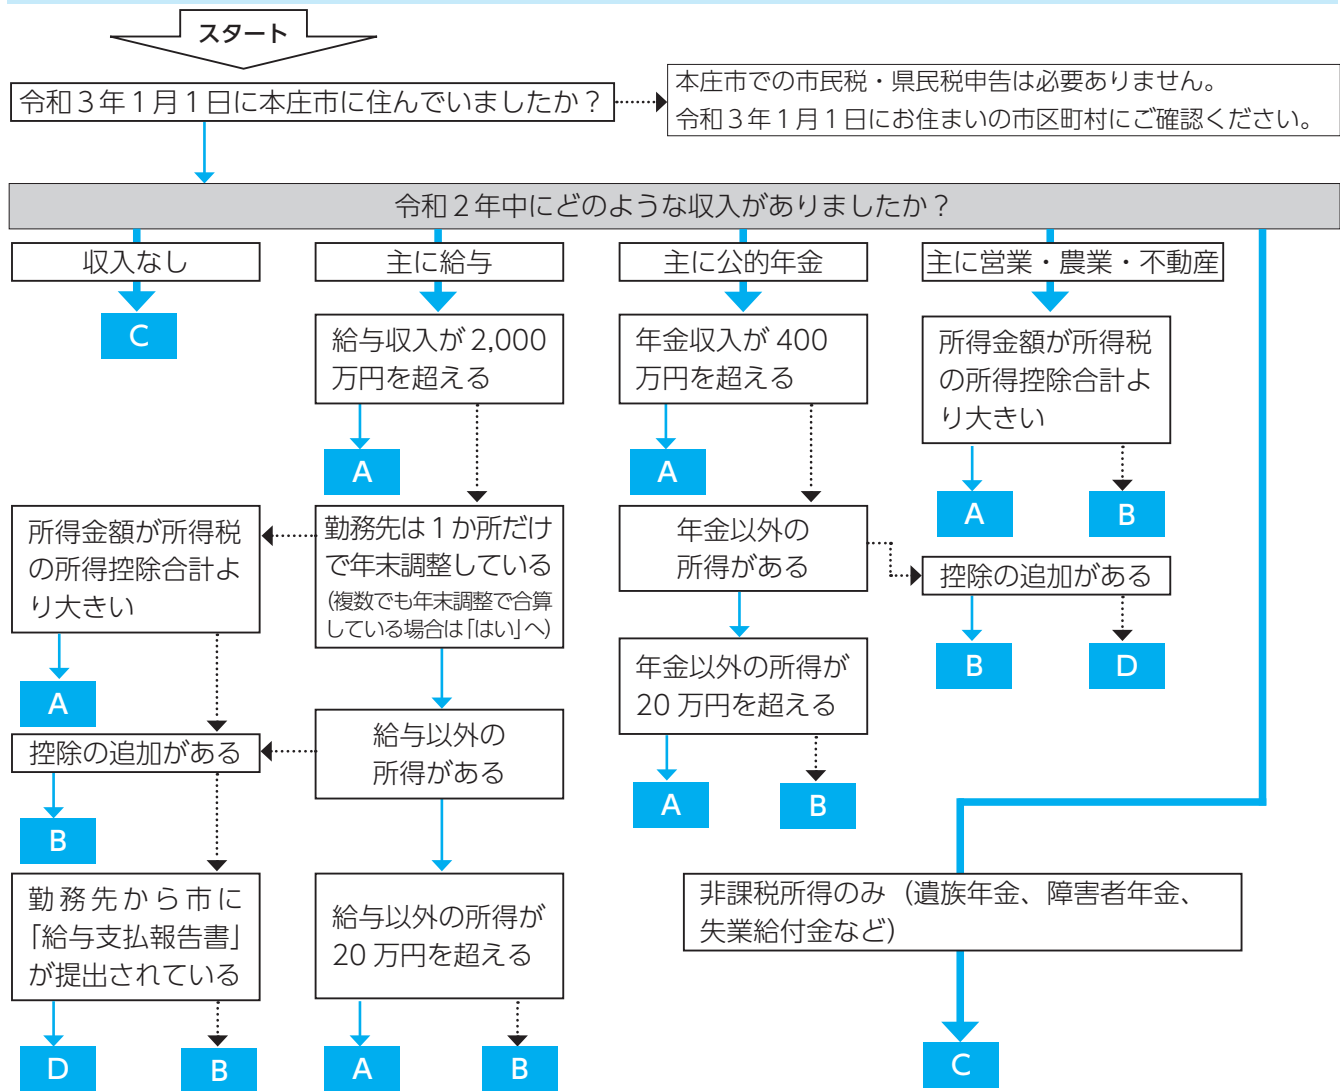 スタート
令和3年1月1日に本庄市に住んでいましたか？
本庄市での市民税・県民税申告は必要ありません。
令和3年1月1日にお住まいの市区町村にご確認ください。
令和2年中にどのような収入がありましたか？
収入なし
主に給与
主に公的年金
主に営業・農業・不動産
C
給与収入が 2,000
万円を超える
年金収入が 400
万円を超える
所得金額が所得税
の所得控除合計よ
り大きい
A
A
A
B
所得金額が所得税
の所得控除合計よ
り大きい
勤務先は1か所だけ
で年末調整している
(複数でも年末調整で合算
している場合は「はい」へ)
年金以外の
所得がある
控除の追加がある
B
D
A
年金以外の所得が
20 万円を超える
控除の追加がある
給与以外の
所得がある
A
B
B
勤務先から市に
「給与支払報告書」
が提出されている
給与以外の所得が
20 万円を超える
非課税所得のみ（遺族年金、障害者年金、
失業給付金など）
D
B
A
B
C